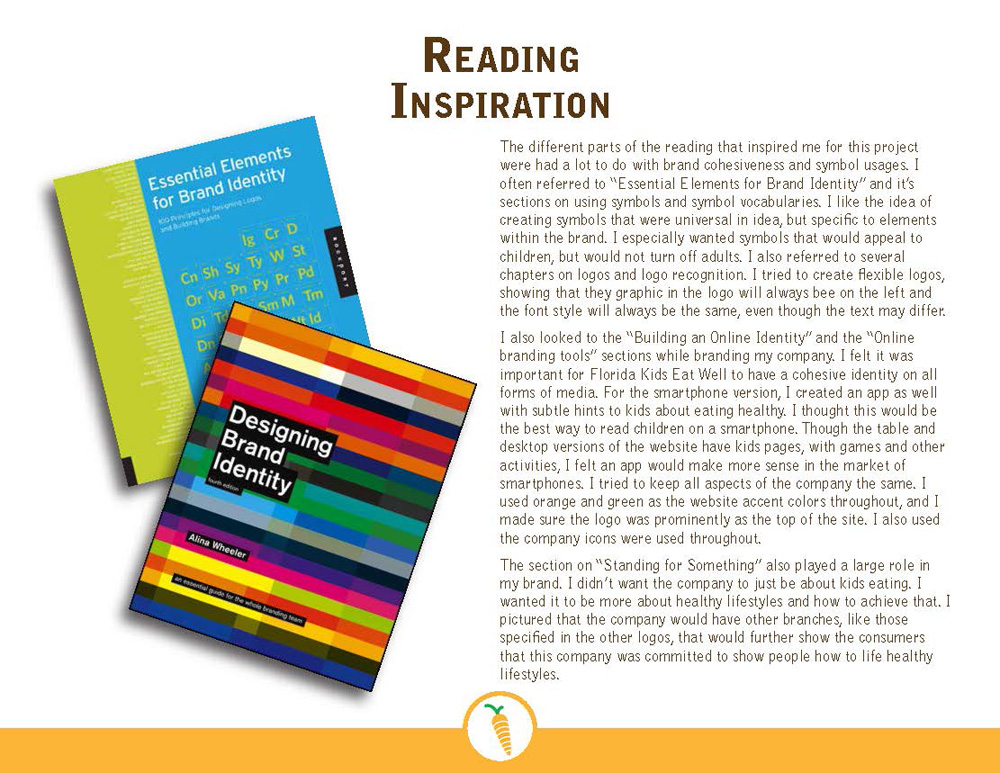 READING
INSPIRATION
Essential Elements
for Brand Identity
100 Principles for Designing Logos
and Building Brands
Ig Cr D
Cn Sh Sy Ty W St
Or Va Pn Py Pr Pd
Di
Sm M Tm
Dn
Id
ROCKPORT
Designing
Brand
Identity
fourth edition
Alina Wheeler
an essential guide for the whole branding team
The different parts of the reading that inspired me for this project
were had a lot to do with brand cohesiveness and symbol usages. I
often referred to “Essential Elements for Brand Identity” and it’s
sections on using symbols and symbol vocabularies. I like the idea of
creating symbols that were universal in idea, but specific to elements
within the brand. I especially wanted symbols that would appeal to
children, but would not turn off adults. I also referred to several
chapters on logos and logo recognition. I tried to create flexible logos,
showing that they graphic in the logo will always bee on the left and
the font style will always be the same, even though the text may differ.
I also looked to the “Building an Online Identity” and the “Online
branding tools” sections while branding my company. I felt it was
important for Florida Kids Eat Well to have a cohesive identity on all
forms of media. For the smartphone version, I created an app as well
with subtle hints to kids about eating healthy. I thought this would be
the best way to read children on a smartphone. Though the table and
desktop versions of the website have kids pages, with games and other
activities, I felt an app would make more sense in the market of
smartphones. I tried to keep all aspects of the company the same. I
used orange and green as the website accent colors throughout, and I
made sure the logo was prominently as the top of the site. I also used
the company icons were used throughout.
The section on “Standing for Something” also played a large role in
my brand. I didn’t want the company to just be about kids eating. I
wanted it to be more about healthy lifestyles and how to achieve that. I
pictured that the company would have other branches, like those
specified in the other logos, that would further show the consumers
that this company was committed to show people how to life healthy
lifestyles.